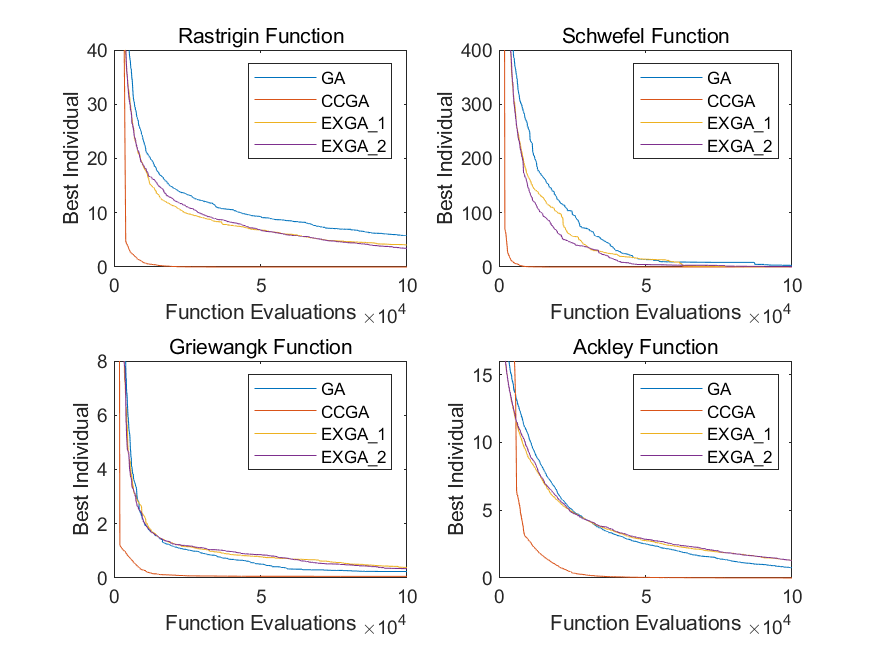 Rastrigin Function
Best Individual
40
30
20
10
0
0
5
10
Function Evaluations ×10^4
GA
CCGA
EXGA_1
EXGA_2
Schwefel Function
Best Individual
400
300
200
100
0
0
5
10
Function Evaluations ×10^4
GA
CCGA
EXGA_1
EXGA_2
Griewangk Function
Best Individual
8
6
4
2
0
0
5
10
Function Evaluations ×10^4
GA
CCGA
EXGA_1
EXGA_2
Ackley Function
Best Individual
15
10
5
0
0
5
10
Function Evaluations ×10^4
GA
CCGA
EXGA_1
EXGA_2